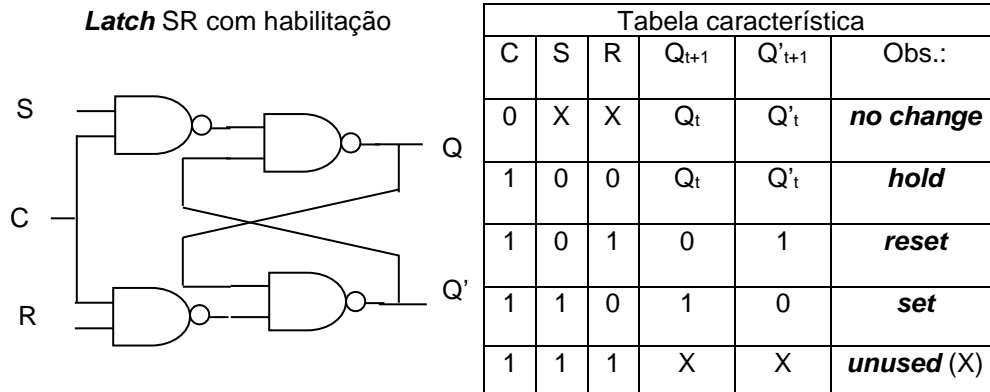 Latch SR com habilitação
S
C
R
Q
Q'
Tabela característica
C S R Qt+1 Q't+1 Obs.:
0 X X Qt Q't no change
1 0 0 Qt Q't hold
1 0 1 0 1 reset
1 1 0 1 0 set
1 1 1 X X unused (X)